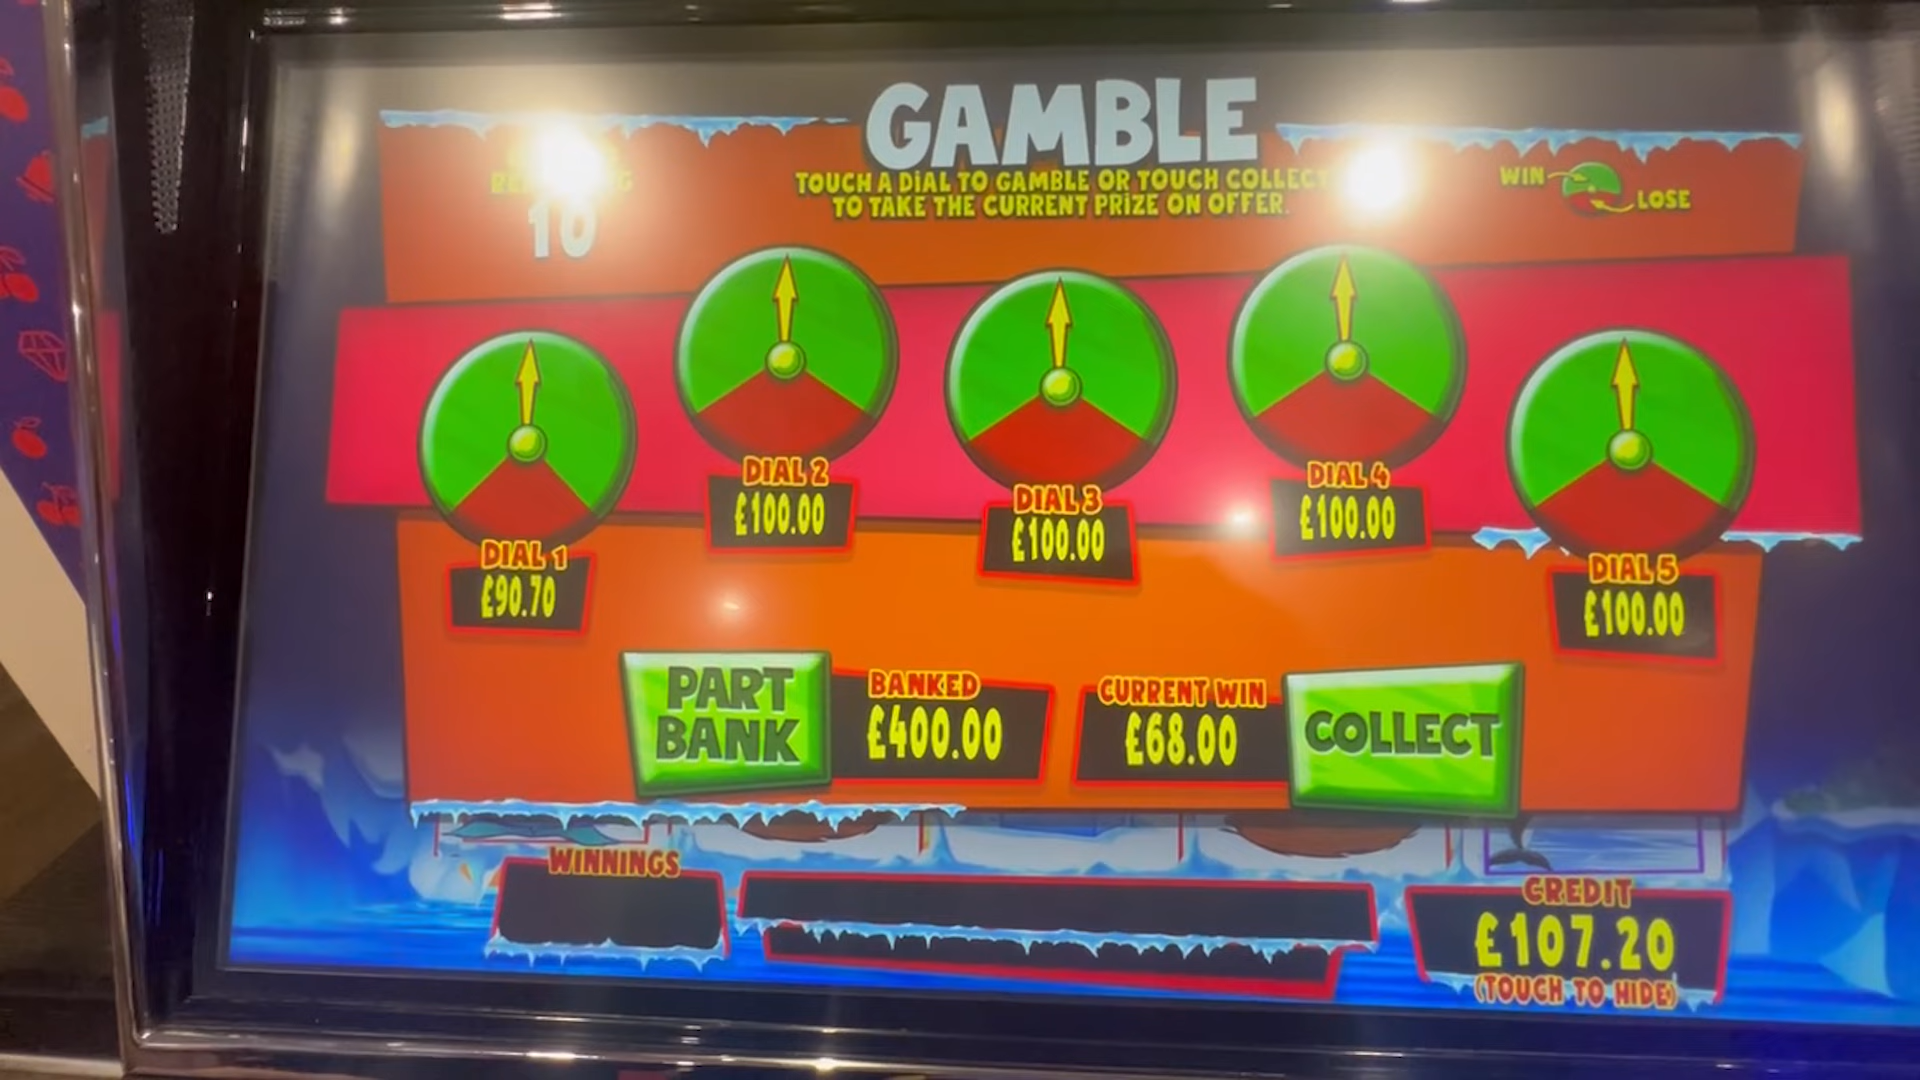 GAMBLE
10
TOUCH A DIAL TO GAMBLE OR TOUCH COLLECT
TO TAKE THE CURRENT PRIZE ON OFFER.
WIN
LOSE
DIAL 1
£90.70
DIAL 2
£100.00
DIAL 3
£100.00
DIAL 4
£100.00
DIAL 5
£100.00
PART
BANK
BANKED
£400.00
CURRENT WIN
£68.00
COLLECT
WINNINGS
CREDIT
£107.20
(TOUCH TO HIDE)